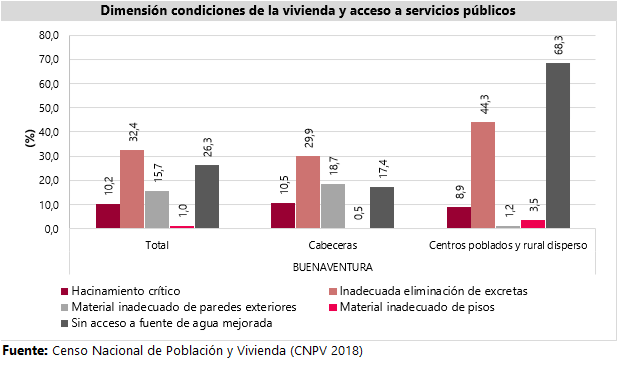 Dimensión condiciones de la vivienda y acceso a servicios públicos
80,0
70,0
60,0
50,0
40,0
30,0
20,0
10,0
0,0
(%)
10,2
32,4
15,7
1,0
26,3
10,5
29,9
18,7
0,5
17,4
8,9
44,3
1,2
3,5
68,3
Total
Cabeceras
Centros poblados y rural disperso
BUENAVENTURA
Hacinamiento crítico
Inadecuada eliminación de excretas
Material inadecuado de paredes exteriores
Material inadecuado de pisos
Sin acceso a fuente de agua mejorada
Fuente: Censo Nacional de Población y Vivienda (CNPV 2018)